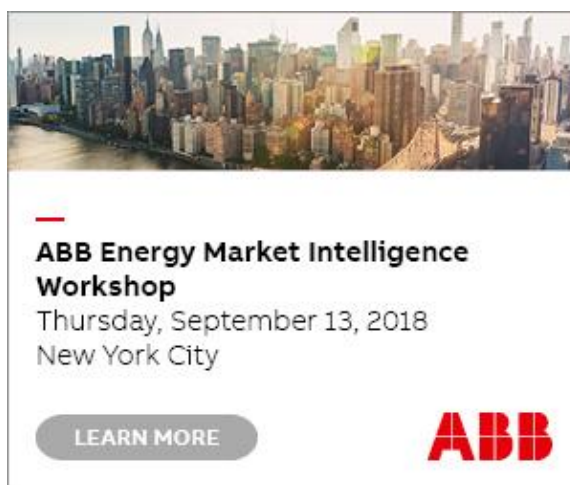 ABB Energy Market Intelligence
Workshop
Thursday, September 13, 2018
New York City
LEARN MORE
ABB